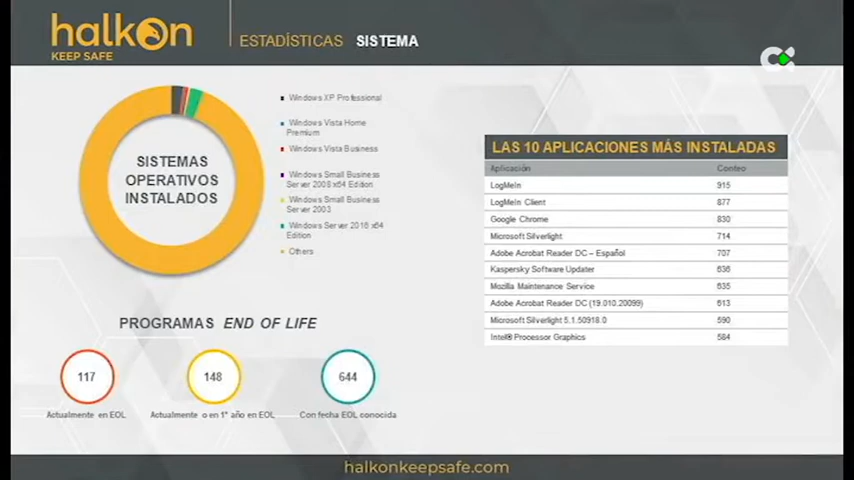 halkon
KEEP SAFE
ESTADÍSTICAS SISTEMA
SISTEMAS
OPERATIVOS
INSTALADOS
Windows XP Professional
Windows Vista Home
Premium
Windows Vista Business
Windows Small Business
Server 2008 x64 Edition
Windows Small Business
Server 2003
Windows Server 2016 x64
Edition
Others
PROGRAMAS END OF LIFE
117
148
644
Actualmente en EOL
Actualmente o en 1º año en EOL
Con fecha EOL conocida
LAS 10 APLICACIONES MÁS INSTALADAS
Aplicación Conteo
LogMeIn 915
LogMeIn Client 877
Google Chrome 830
Microsoft Silverlight 714
Adobe Acrobat Reader DC – Español 707
Kaspersky Software Updater 636
Mozilla Maintenance Service 635
Adobe Acrobat Reader DC (19.010.20099) 613
Microsoft Silverlight 5.1.50918.0 590
Intel® Processor Graphics 584
halkonkeepsafe.com